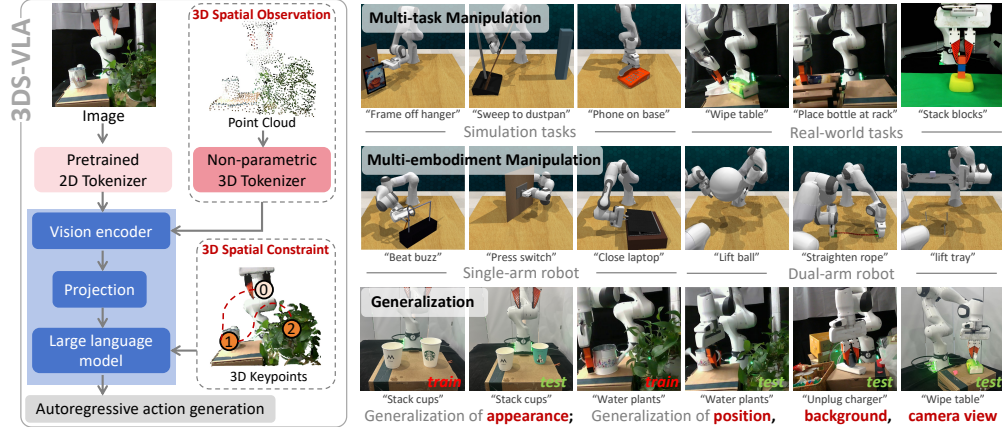 3DS-VLA
3D Spatial Observation
Image
Point Cloud
Pretrained
2D Tokenizer
Non-parametric
3D Tokenizer
Vision encoder
Projection
Large language
model
3D Spatial Constraint
0
1
2
3D Keypoints
Autoregressive action generation
Multi-task Manipulation
“Frame off hanger”
“Sweep to dustpan”
“Phone on base”
“Wipe table”
“Place bottle at rack”
“Stack blocks”
Simulation tasks
Real-world tasks
Multi-embodiment Manipulation
“Beat buzz”
“Press switch”
“Close laptop”
“Lift ball”
“Straighten rope”
“lift tray”
Single-arm robot
Dual-arm robot
Generalization
train
test
train
test
test
test
“Stack cups”
“Stack cups”
“Water plants”
“Water plants”
“Unplug charger”
“Wipe table”
Generalization of appearance;
Generalization of position,
background,
camera view